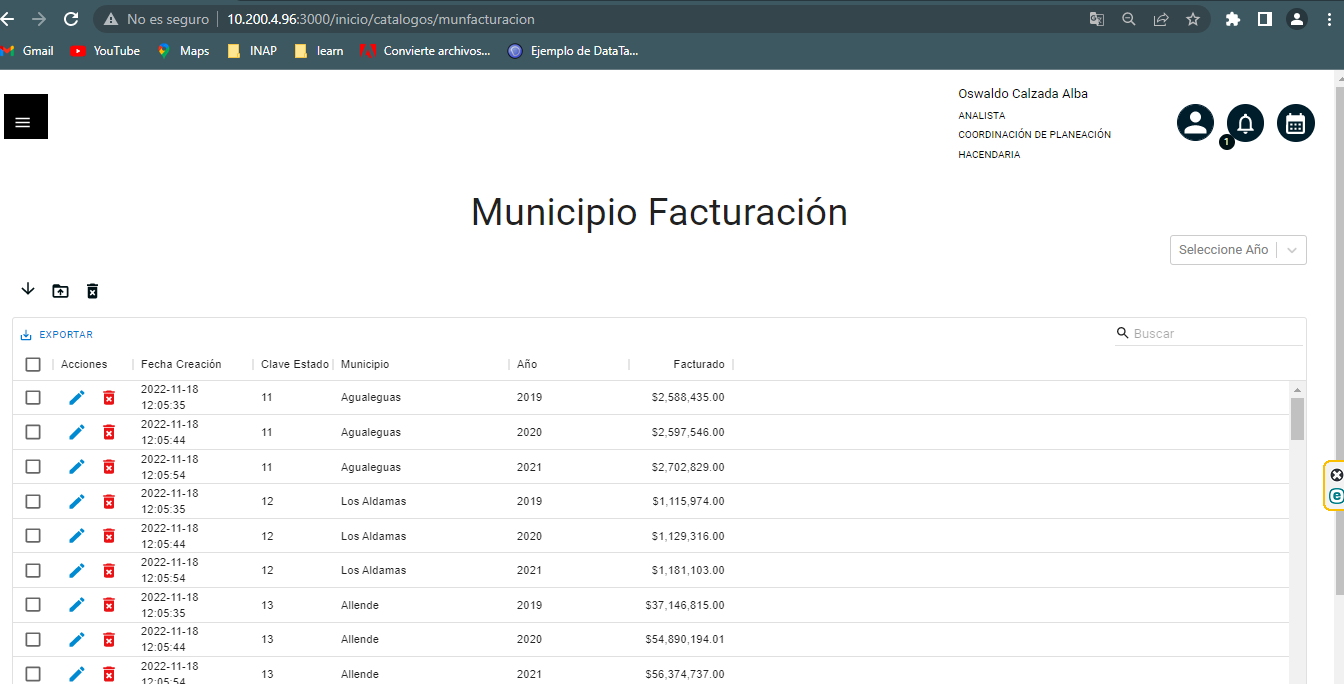 No es seguro 10.200.4.96:3000/inicio/catalogos/munfacturacion
Gmail YouTube Maps INAP learn Convierte archivos... Ejemplo de DataTa...
Oswaldo Calzada Alba
ANALISTA
COORDINACIÓN DE PLANEACIÓN
HACENDARIA
1
Municipio Facturación
Seleccione Año
EXPORTAR Buscar
Acciones Fecha Creación Clave Estado Municipio Año Facturado
2022-11-18
12:05:35 11 Agualeguas 2019 $2,588,435.00
2022-11-18
12:05:44 11 Agualeguas 2020 $2,597,546.00
2022-11-18
12:05:54 11 Agualeguas 2021 $2,702,829.00
2022-11-18
12:05:35 12 Los Aldamas 2019 $1,115,974.00
2022-11-18
12:05:44 12 Los Aldamas 2020 $1,129,316.00
2022-11-18
12:05:54 12 Los Aldamas 2021 $1,181,103.00
2022-11-18
12:05:35 13 Allende 2019 $37,146,815.00
2022-11-18
12:05:44 13 Allende 2020 $54,890,194.01
2022-11-18
12:05:54 13 Allende 2021 $56,374,737.00